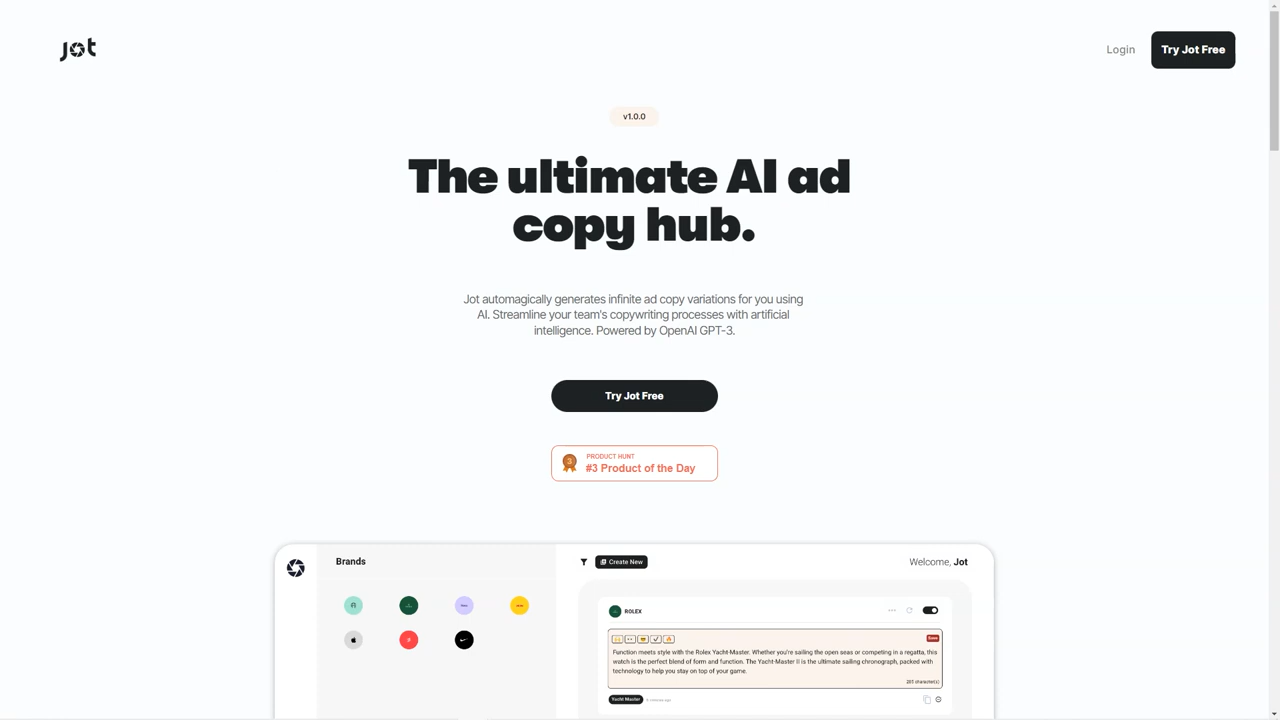 jot
Login
Try Jot Free
v1.0.0
The ultimate AI ad
copy hub.
Jot automagically generates infinite ad copy variations for you using
AI. Streamline your team's copywriting processes with artificial
intelligence. Powered by OpenAI GPT-3.
Try Jot Free
3
PRODUCT HUNT
#3 Product of the Day
Brands
Create New
Welcome, Jot
ROLEX
Save
Function meets style with the Rolex Yacht-Master. Whether you're sailing the open seas or competing in a regatta, this
watch is the perfect blend of form and function. The Yacht-Master II is the ultimate sailing chronograph, packed with
technology to help you stay on top of your game.
Yacht Master